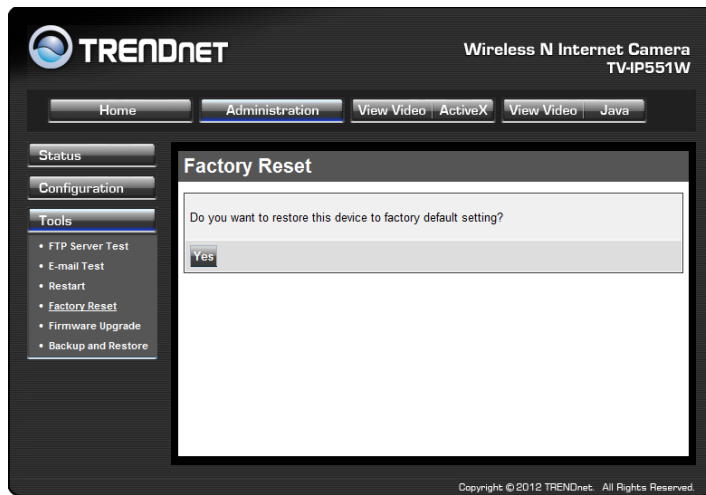 TRENDNET
Wireless N Internet Camera
TV-IP551W
Home
Administration
View Video | ActiveX
View Video | Java
Status
Configuration
Tools
• FTP Server Test
• E-mail Test
• Restart
• Factory Reset
• Firmware Upgrade
• Backup and Restore
Factory Reset
Do you want to restore this device to factory default setting?
Yes
Copyright © 2012 TRENDnet. All Rights Reserved.